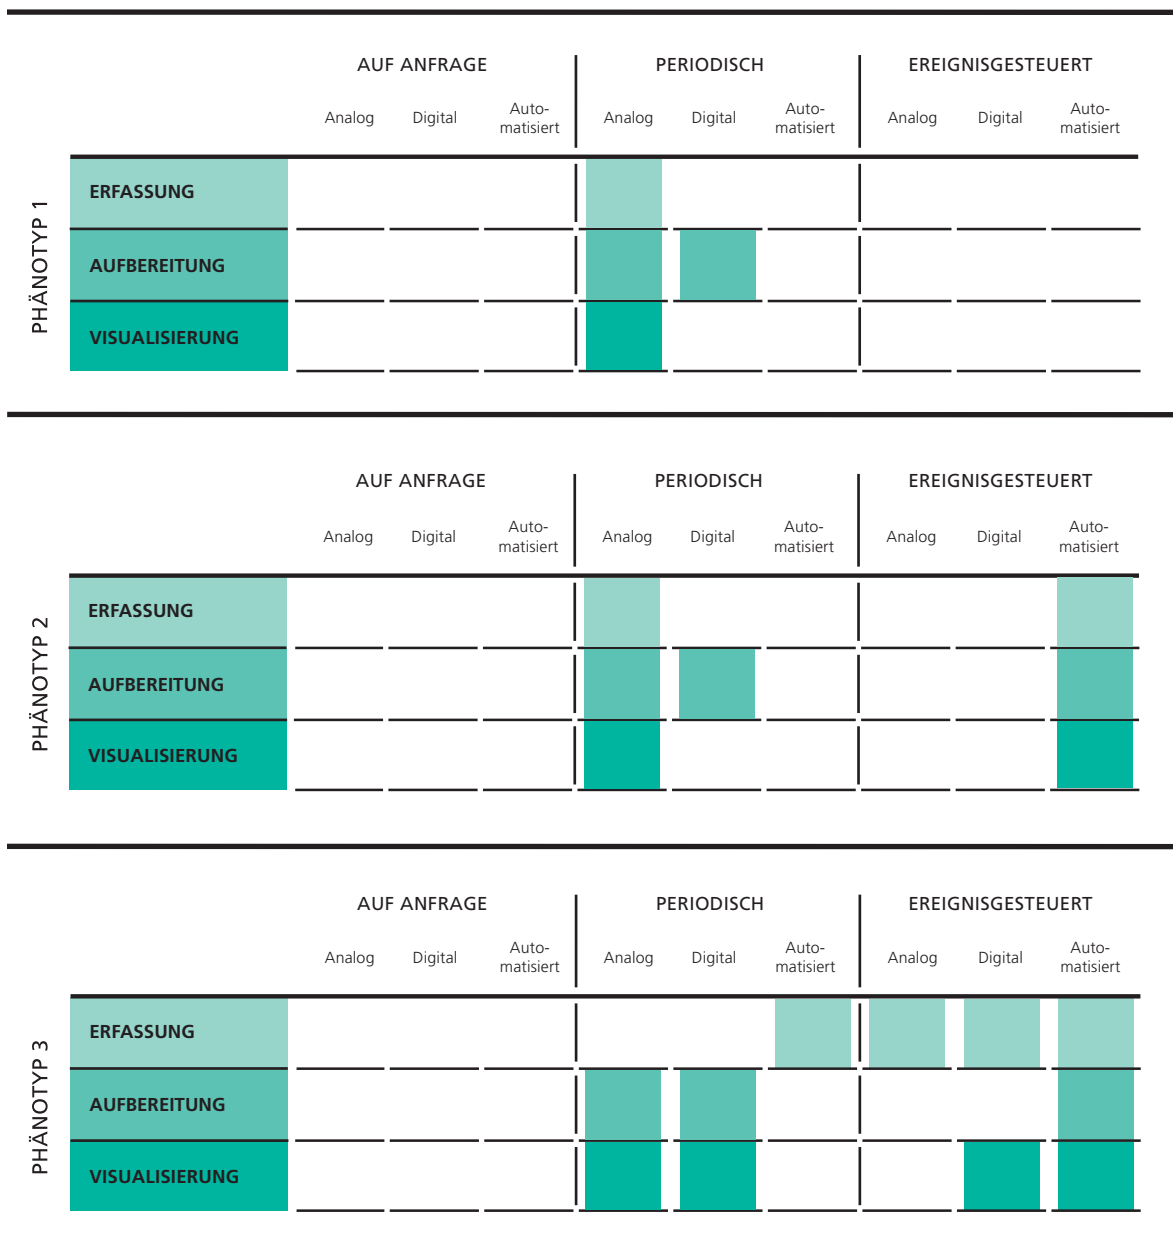 AUF ANFRAGE PERIODISCH EREIGNISGESTEUERT
Analog Digital Auto-
matisiert Analog Digital Auto-
matisiert Analog Digital Auto-
matisiert
PHÄNOTYP 1
ERFASSUNG
AUFBEREITUNG
VISUALISIERUNG
AUF ANFRAGE PERIODISCH EREIGNISGESTEUERT
Analog Digital Auto-
matisiert Analog Digital Auto-
matisiert Analog Digital Auto-
matisiert
PHÄNOTYP 2
ERFASSUNG
AUFBEREITUNG
VISUALISIERUNG
AUF ANFRAGE PERIODISCH EREIGNISGESTEUERT
Analog Digital Auto-
matisiert Analog Digital Auto-
matisiert Analog Digital Auto-
matisiert
PHÄNOTYP 3
ERFASSUNG
AUFBEREITUNG
VISUALISIERUNG